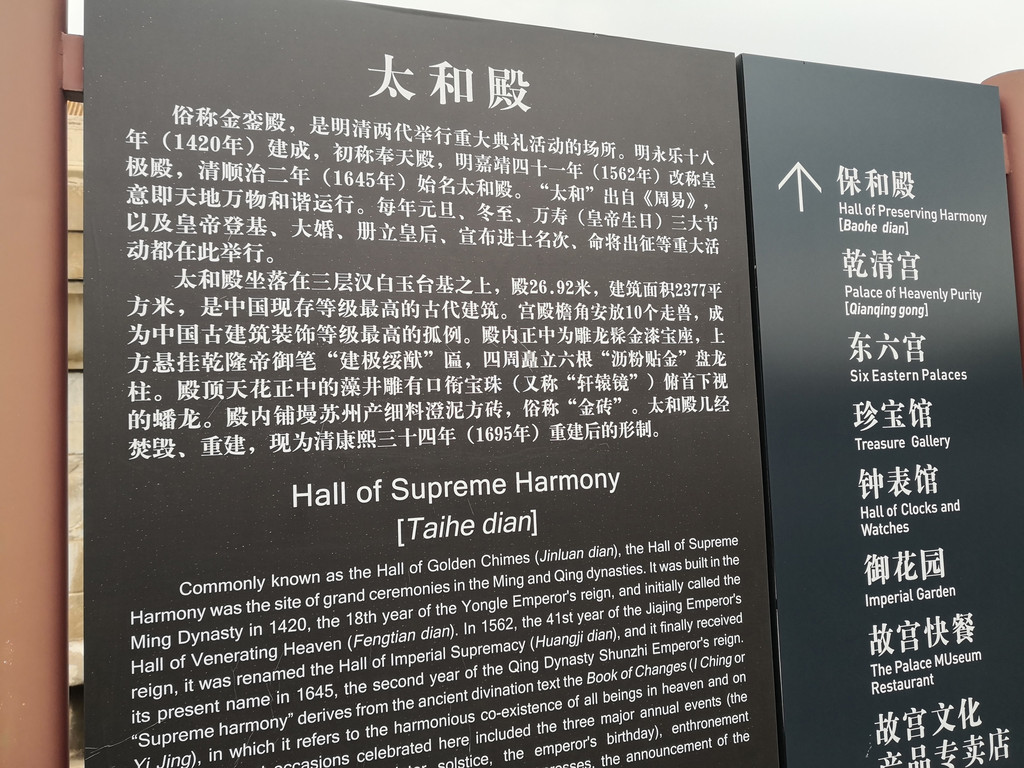 太和殿
俗称金銮殿，是明清两代举行重大典礼活动的场所。明永乐十八
年（1420年）建成，初称奉天殿，明嘉靖四十一年（1562年）改称皇
极殿，清顺治二年（1645年）始名太和殿。“太和”出自《周易》，
意即天地万物和谐运行。每年元旦、冬至、万寿（皇帝生日）三大节
以及皇帝登基、大婚、册立皇后、宣布进士名次、命将出征等重大活
动都在此举行。
太和殿坐落在三层汉白玉台基之上，殿26.92米，建筑面积2377平
方米，是中国现存等级最高的古代建筑。宫殿檐角安放10个走兽，成
为中国古建筑装饰等级最高的孤例。殿内正中为雕龙髹金漆宝座，上
方悬挂乾隆帝御笔“建极绥猷”匾，四周矗立六根“沥粉贴金”盘龙
柱。殿顶天花正中的藻井雕有口衔宝珠（又称“轩辕镜”）俯首下视
的蟠龙。殿内铺墁苏州产细料澄泥方砖，俗称“金砖”。太和殿几经
焚毁、重建，现为清康熙三十四年（1695年）重建后的形制。
Hall of Supreme Harmony
[Taihe dian]
Commonly known as the Hall of Golden Chimes (Jinluan dian), the Hall of Supreme
Harmony was the site of grand ceremonies in the Ming and Qing dynasties. It was built in the
Ming Dynasty in 1420, the 18th year of the Yongle Emperor's reign, and initially called the
Hall of Venerating Heaven (Fengtian dian). In 1562, the 41st year of the Jiajing Emperor's
reign, it was renamed the Hall of Imperial Supremacy (Huangji dian), and it finally received
its present name in 1645, the second year of the Qing Dynasty Shunzhi Emperor's reign.
“Supreme harmony” derives from the ancient divination text the Book of Changes (I Ching or
Yi Jing), in which it refers to the harmonious co-existence of all beings in heaven and on
occasions celebrated here included the three major annual events (the
solstice, the emperor's birthday), enthronement
the announcement of the
保和殿
Hall of Preserving Harmony
[Baohe dian]
乾清宫
Palace of Heavenly Purity
[Qianqing gong]
东六宫
Six Eastern Palaces
珍宝馆
Treasure Gallery
钟表馆
Hall of Clocks and
Watches
御花园
Imperial Garden
故宫快餐
The Palace MUseum
Restaurant
故宫文化
产品专卖店